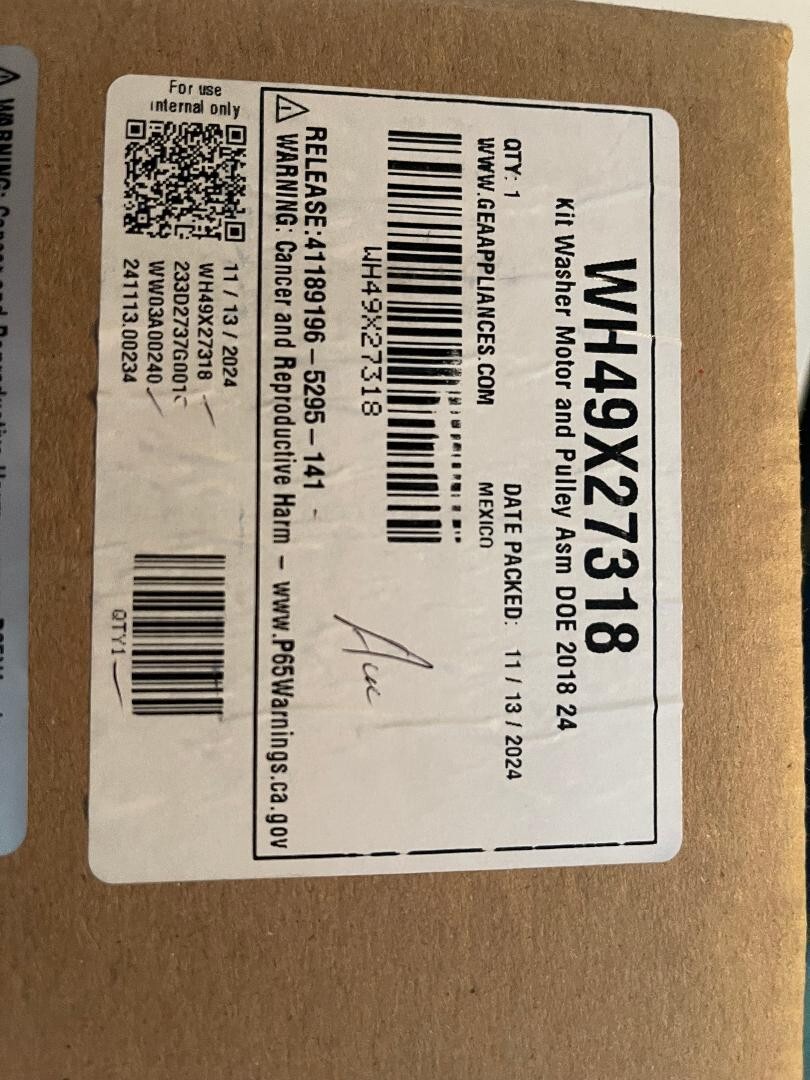 WH49X27318
Kit Washer Motor and Pulley Asm DOE 2018 24
QTY: 1
DATE PACKED: 11 / 13 / 2024
WWW.GEAAPPLIANCES.COM
MEXICO
WH49X27318
RELEASE:41189196-5295-141
WARNING: Cancer and Reproductive Harm - www.P65Warnings.ca.gov
For use
internal only
11 / 13 / 2024
WH49X27318
WW03A00240
241113.00234
QTY1
WARNING: